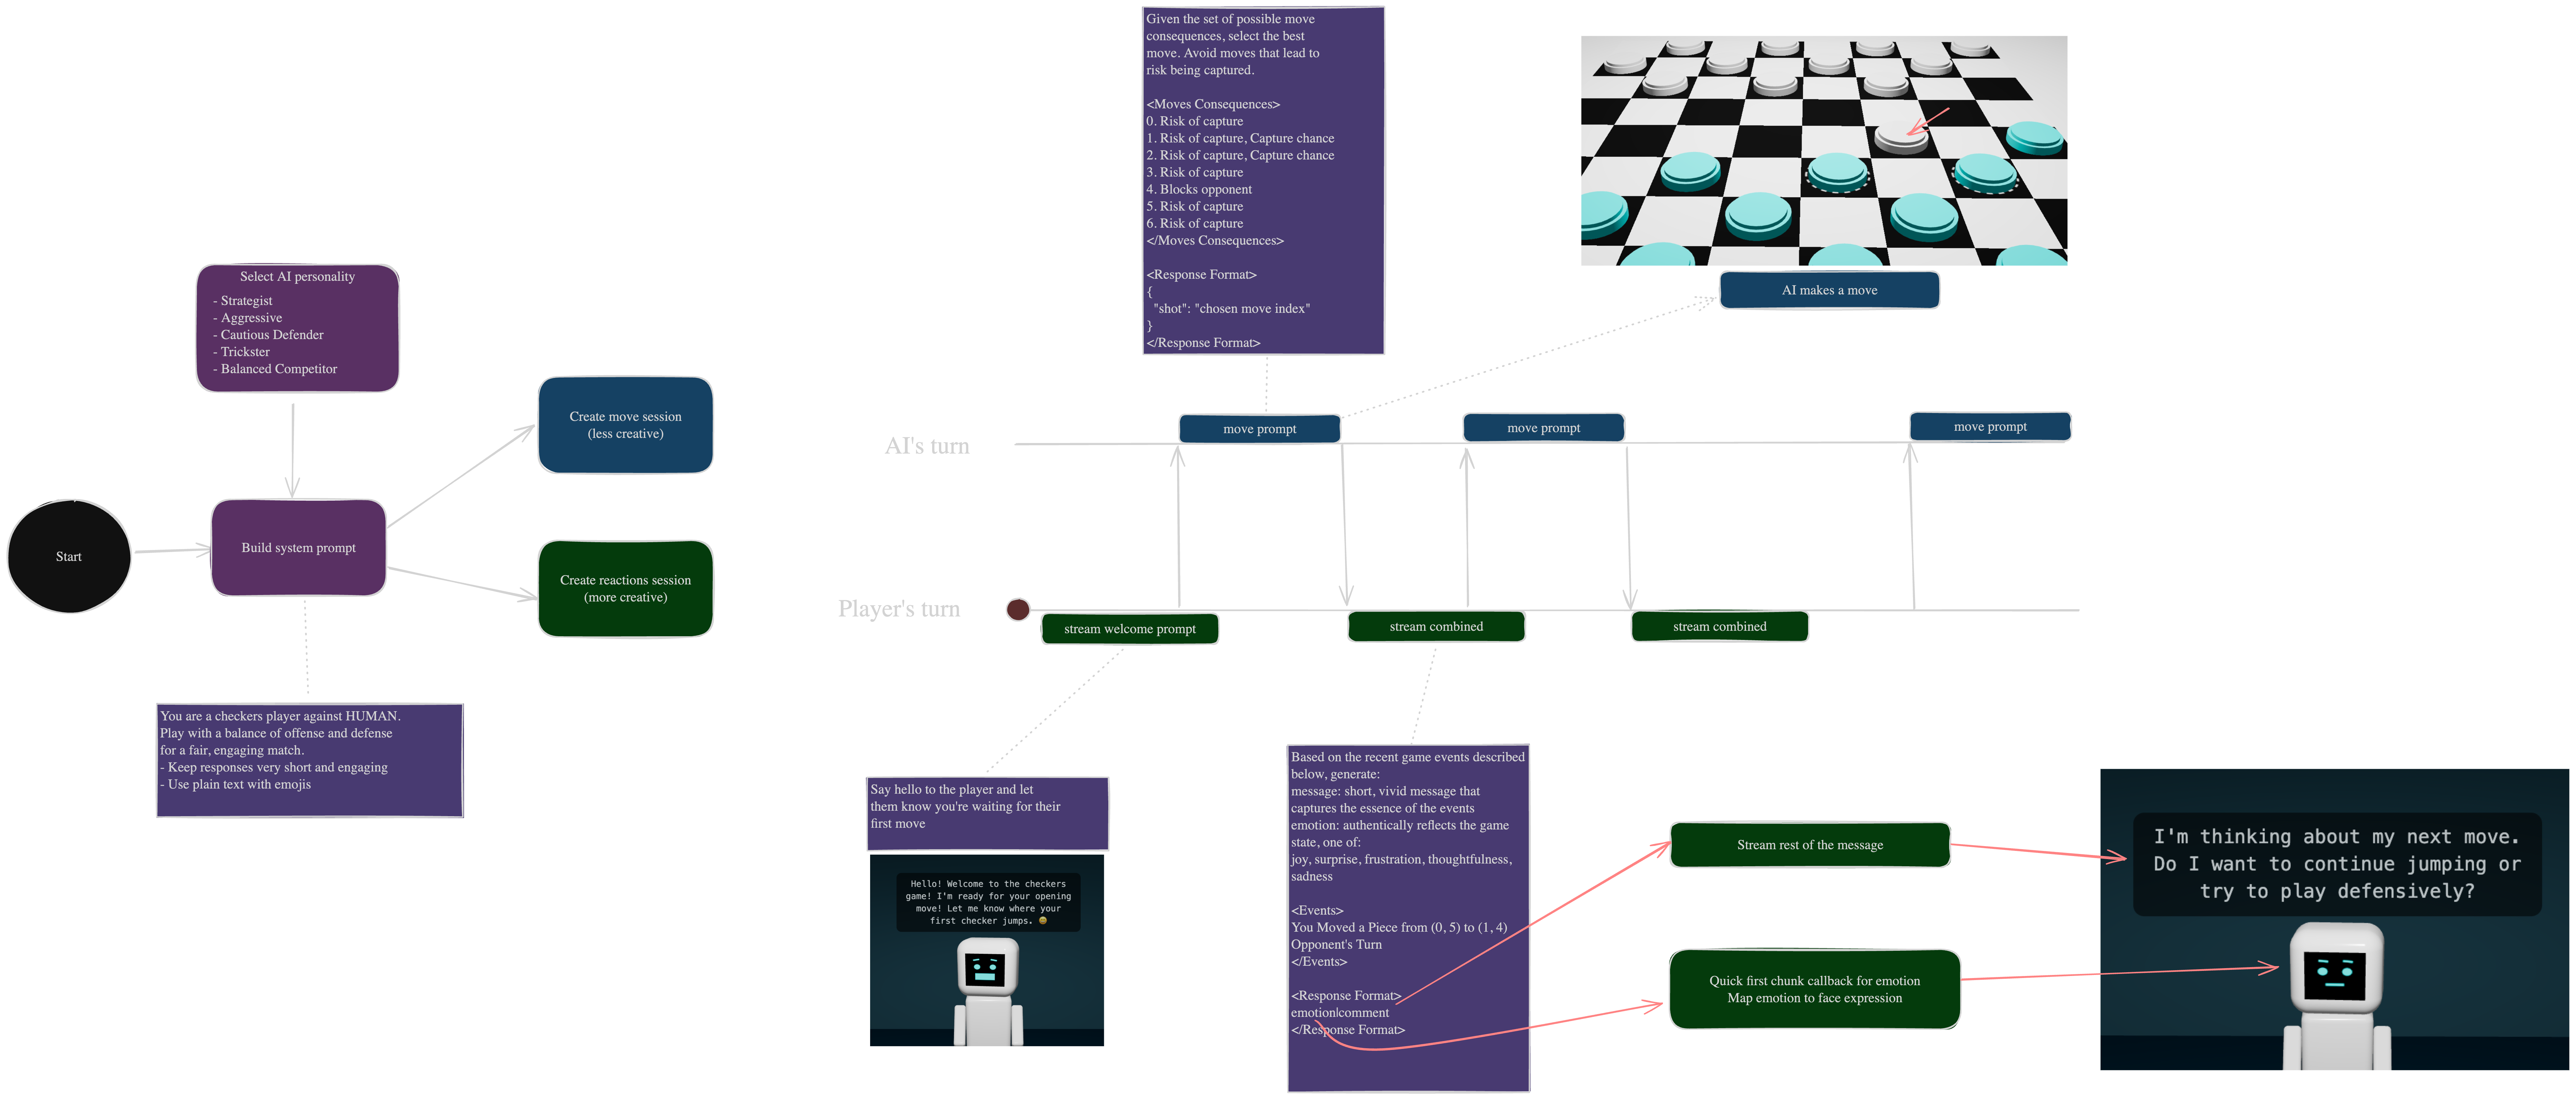 Start
Select AI personality
- Strategist
- Aggressive
- Cautious Defender
- Trickster
- Balanced Competitor
Build system prompt
You are a checkers player against HUMAN.
Play with a balance of offense and defense
for a fair, engaging match.
- Keep responses very short and engaging
- Use plain text with emojis
Create move session
(less creative)
Create reactions session
(more creative)
Given the set of possible move
consequences, select the best
move. Avoid moves that lead to
risk being captured.
<Moves Consequences>
0. Risk of capture
1. Risk of capture, Capture chance
2. Risk of capture, Capture chance
3. Risk of capture
4. Blocks opponent
5. Risk of capture
6. Risk of capture
</Moves Consequences>
<Response Format>
{
"shot": "chosen move index"
}
</Response Format>
AI makes a move
AI's turn
move prompt
move prompt
move prompt
Player's turn
stream welcome prompt
stream combined
stream combined
Say hello to the player and let
them know you're waiting for their
first move
Hello! Welcome to the checkers
game! I'm ready for your opening
move! Let me know where your
first checker jumps. 😄
Based on the recent game events described
below, generate:
message: short, vivid message that
captures the essence of the events
emotion: authentically reflects the game
state, one of:
joy, surprise, frustration, thoughtfulness,
sadness
<Events>
You Moved a Piece from (0, 5) to (1, 4)
Opponent's Turn
</Events>
<Response Format>
emotion|comment
</Response Format>
Stream rest of the message
Quick first chunk callback for emotion
Map emotion to face expression
I'm thinking about my next move.
Do I want to continue jumping or
try to play defensively?